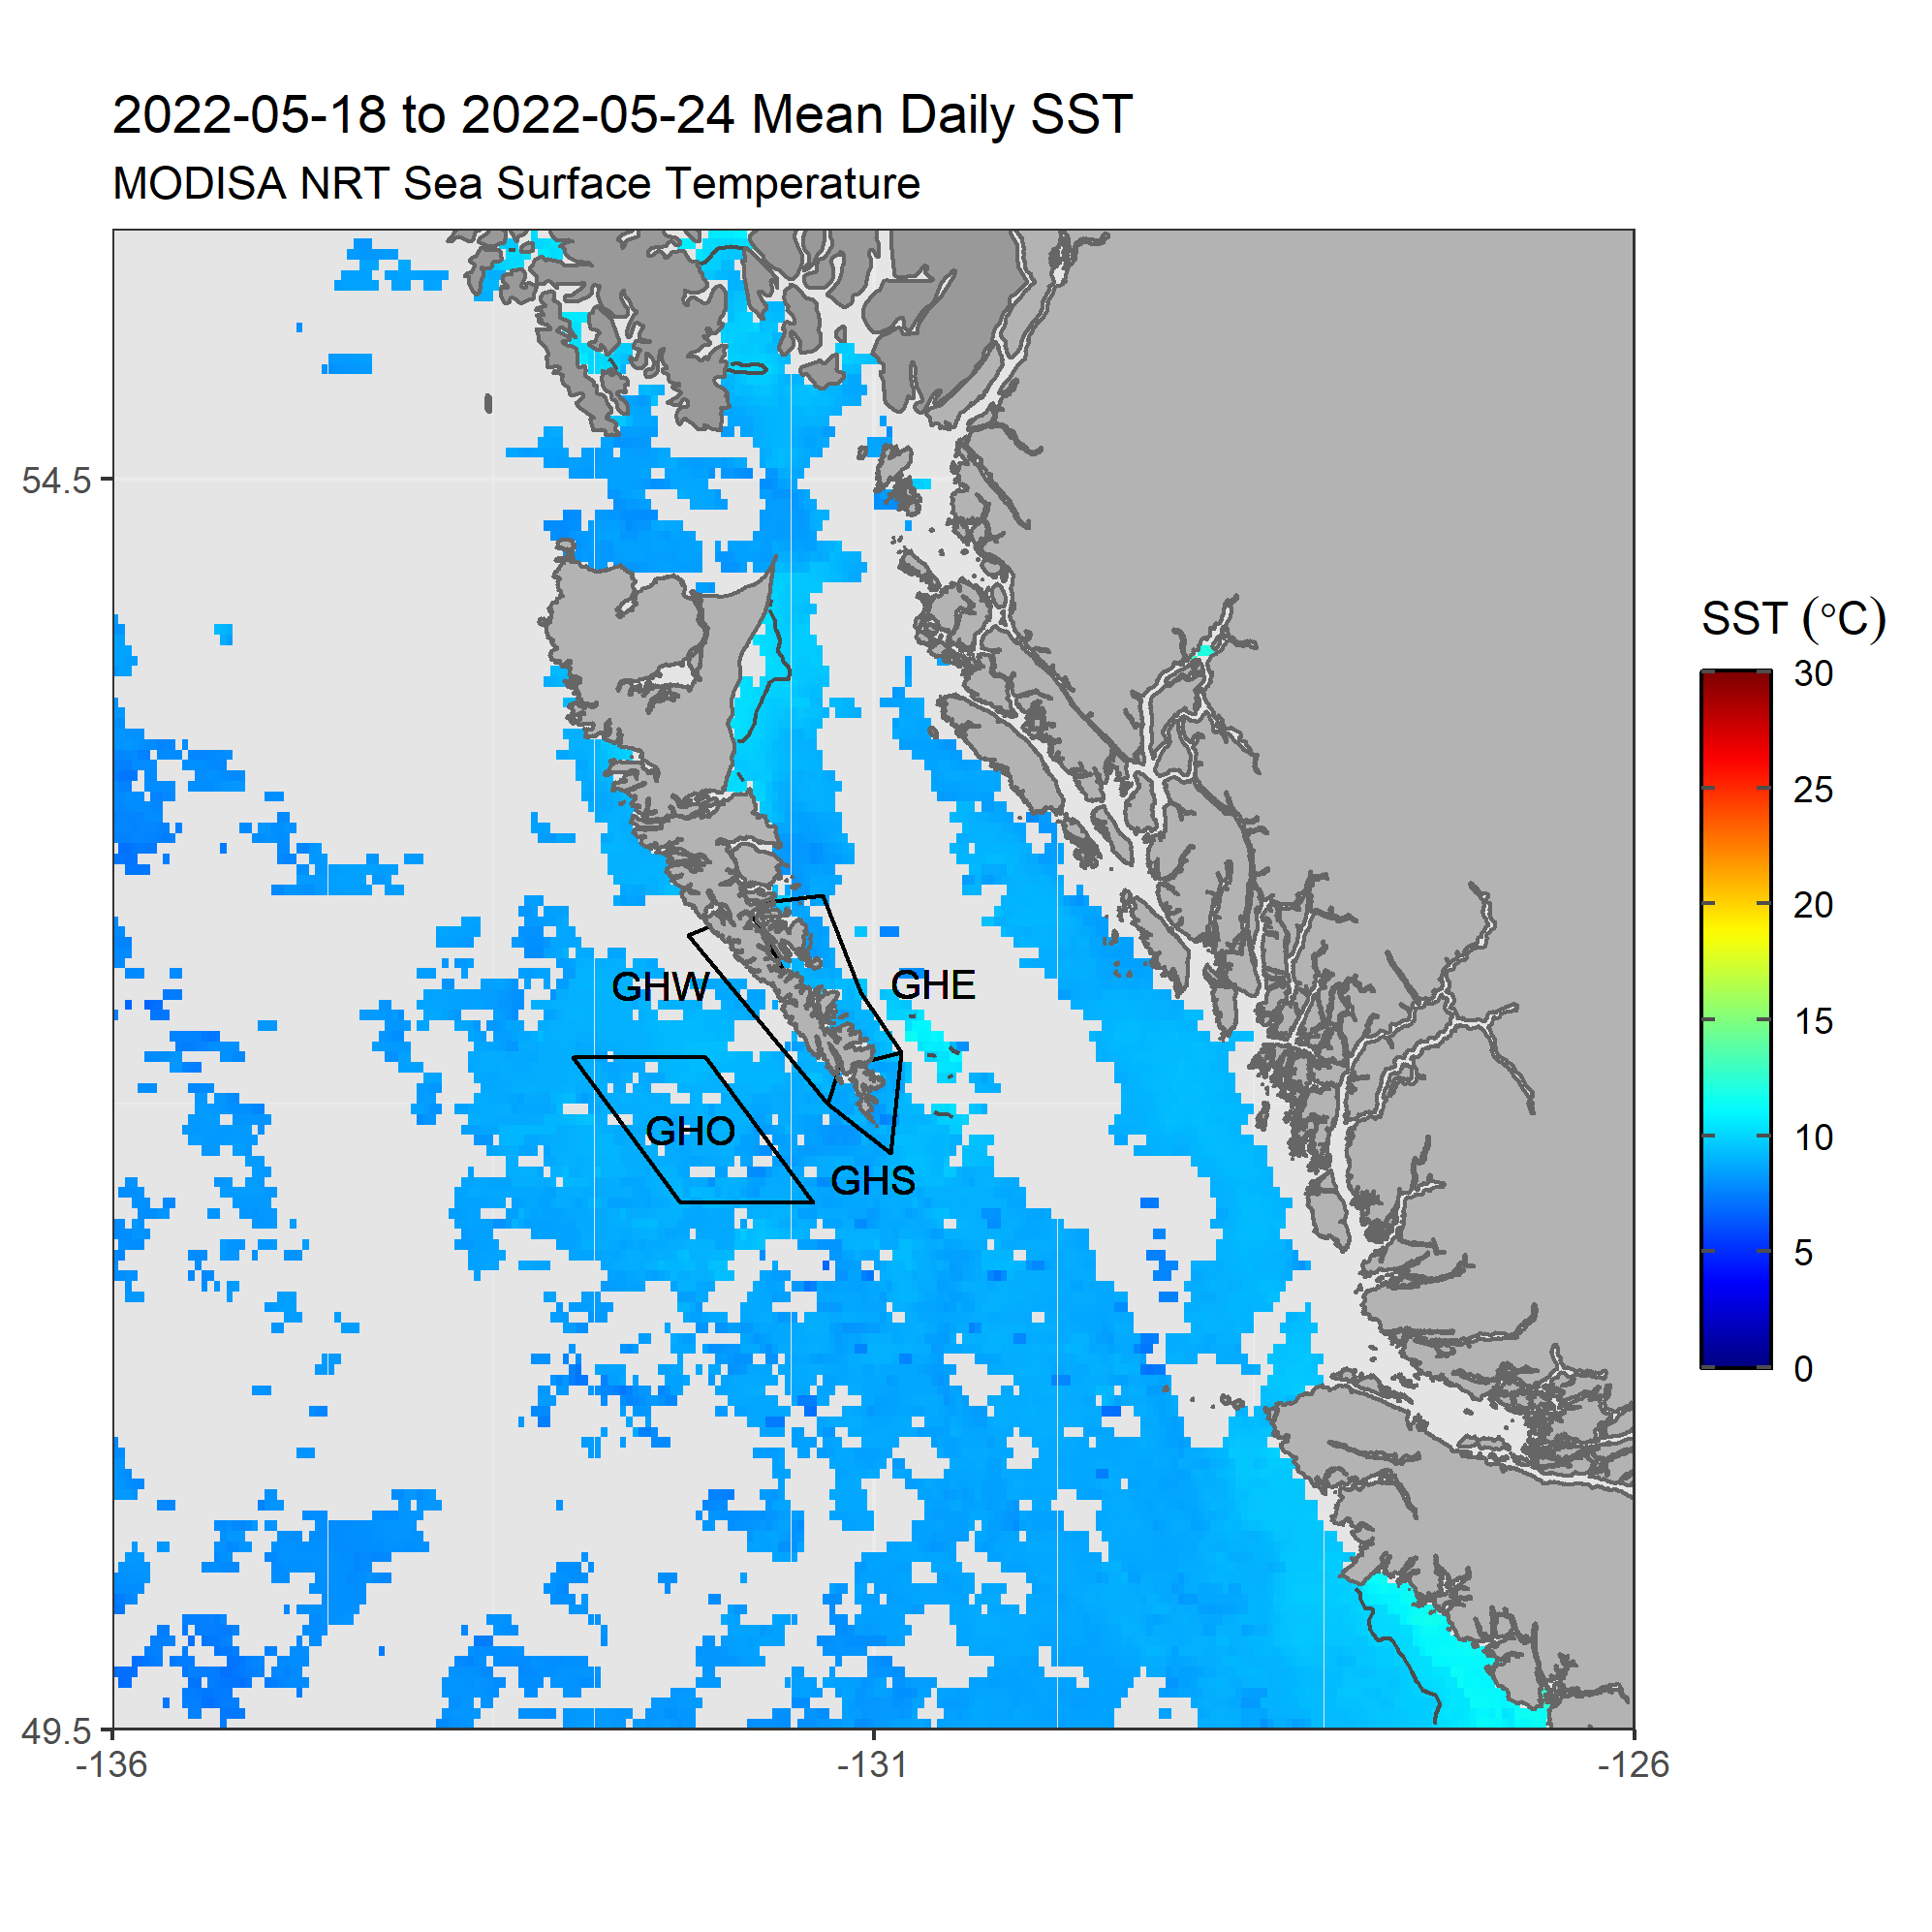 2022-05-18 to 2022-05-24 Mean Daily SST
MODISA NRT Sea Surface Temperature
54.5
49.5
-136
-131
-126
GHW
GHE
GHO
GHS
SST (°C)
30
25
20
15
10
5
0